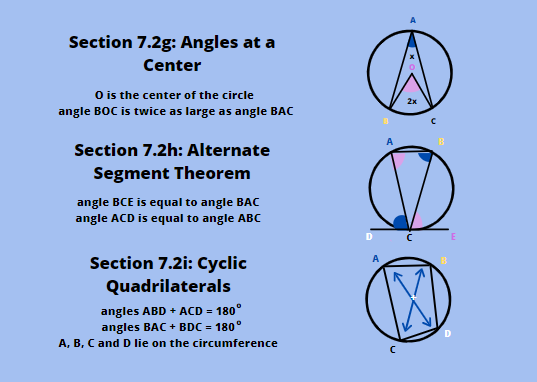 Section 7.2g: Angles at a
Center
O is the center of the circle
angle BOC is twice as large as angle BAC
A
x
O
2x
B
C
Section 7.2h: Alternate
Segment Theorem
angle BCE is equal to angle BAC
angle ACD is equal to angle ABC
A
B
D
C
E
Section 7.2i: Cyclic
Quadrilaterals
angles ABD + ACD = 180°
angles BAC + BDC = 180°
A, B, C and D lie on the circumference
A
B
D
C